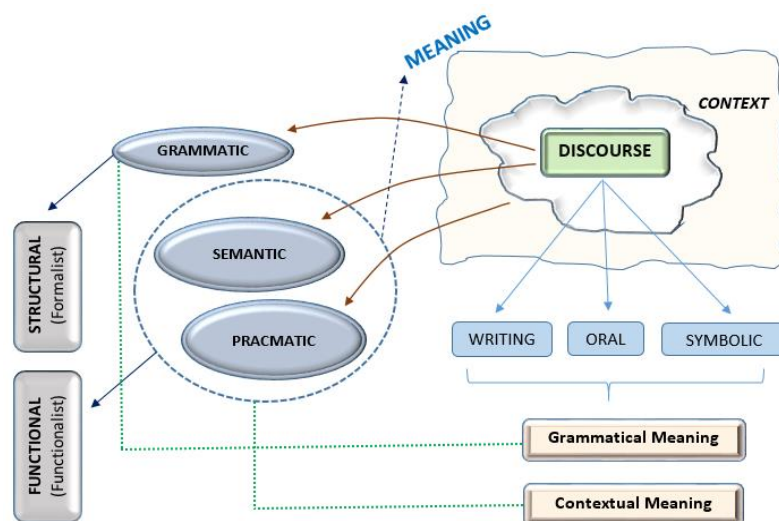 MEANING
CONTEXT
DISCOURSE
GRAMMATIC
SEMANTIC
PRACMATIC
STRUCTURAL
(Formalist)
FUNCTIONAL
(Functionalist)
WRITING
ORAL
SYMBOLIC
Grammatical Meaning
Contextual Meaning